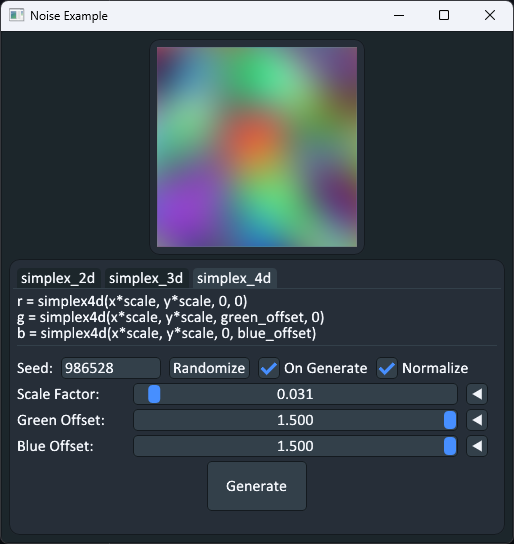 Noise Example
simplex_2d simplex_3d simplex_4d
r = simplex4d(x*scale, y*scale, 0, 0)
g = simplex4d(x*scale, y*scale, green_offset, 0)
b = simplex4d(x*scale, y*scale, 0, blue_offset)
Seed: 986528 Randomize On Generate Normalize
Scale Factor: 0.031
Green Offset: 1.500
Blue Offset: 1.500
Generate